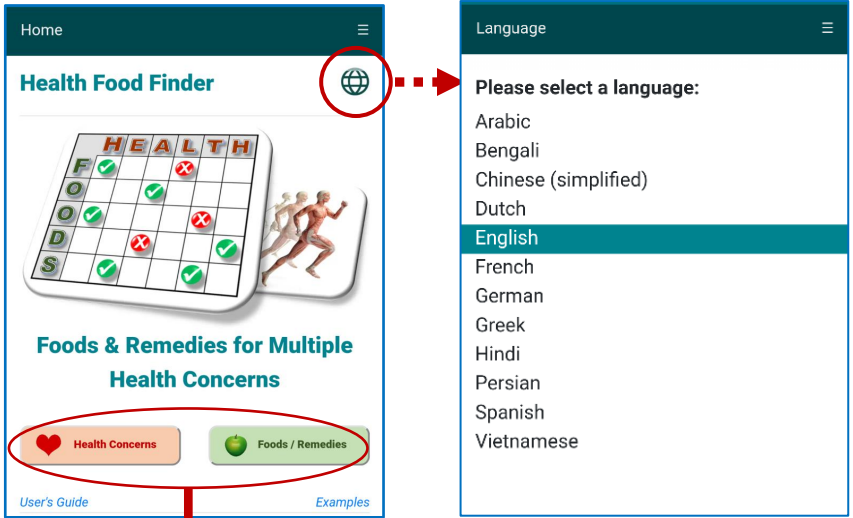 Home
Health Food Finder
HEALTH
FOODS
Foods & Remedies for Multiple
Health Concerns
Health Concerns
Foods / Remedies
User's Guide
Examples
Language
Please select a language:
Arabic
Bengali
Chinese (simplified)
Dutch
English
French
German
Greek
Hindi
Persian
Spanish
Vietnamese